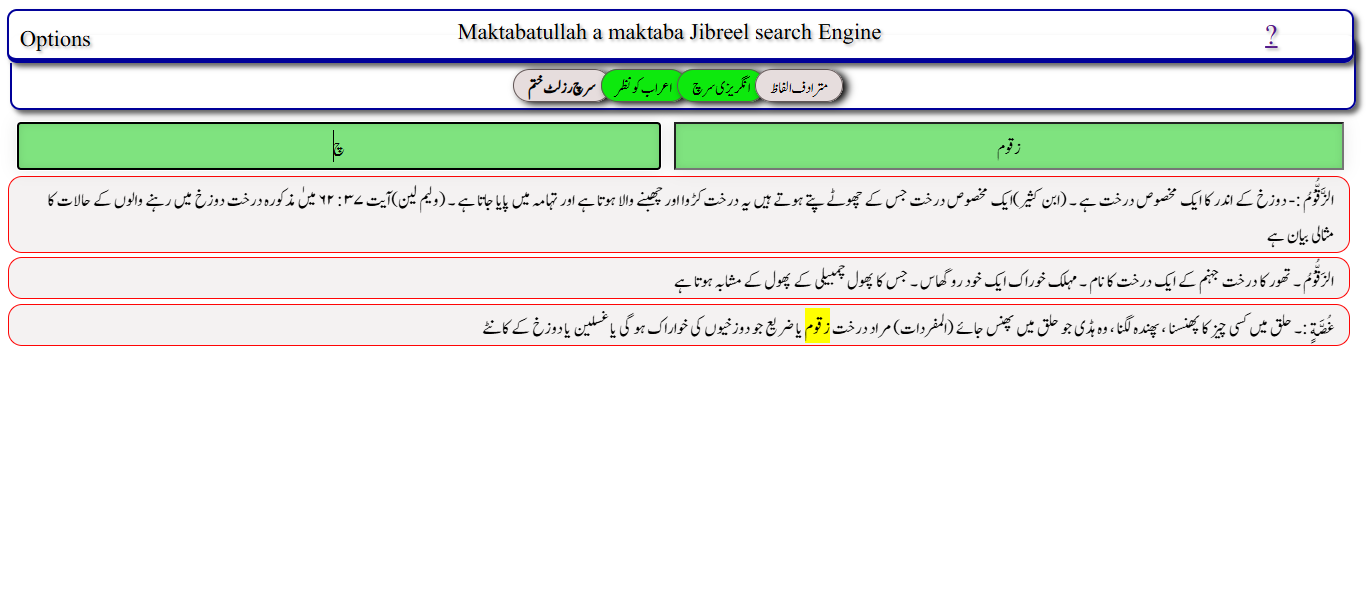 Options
Maktabatullah a maktaba Jibreel search Engine
?
مترادف الفاظ
انگریزی سرچ
اعراب کو نظر
سرچ رزلٹ ختم
زقوم
چ
الزَّقُّوْمُ :- دوزخ کے اندر کا ایک مخصوص درخت ہے ۔ (ابن کثیر) ایک مخصوص درخت جس کے چھوٹے پتے ہوتے ہیں یہ درخت کڑوا اور چھبنے والا ہوتا ہے اور تہامہ میں پایا جاتا ہے ۔ (ولیم لین) آیت ۳۷ : ۶۲ میں مذکورہ درخت دوزخ میں رہنے والوں کے حالات کا
مثالی بیان ہے
الزَقُّوْمُ ۔ تھور کا درخت جہنم کے ایک درخت کا نام ۔ مہلک خوراک ایک خود رو گھاس ۔ جس کا پھول چمبیلی کے پھول کے مشابہ ہوتا ہے
غُصَّةٍ :۔ حلق میں کسی چیز کا پھنسنا ، پھندہ لگنا ، وہ ہڈی جو حلق میں پھنس جائے (المفردات) مراد درخت زقوم یا ضریع جو دوزخیوں کی خواراک ہو گی یا غسلین یا دوزخ کے کانٹے